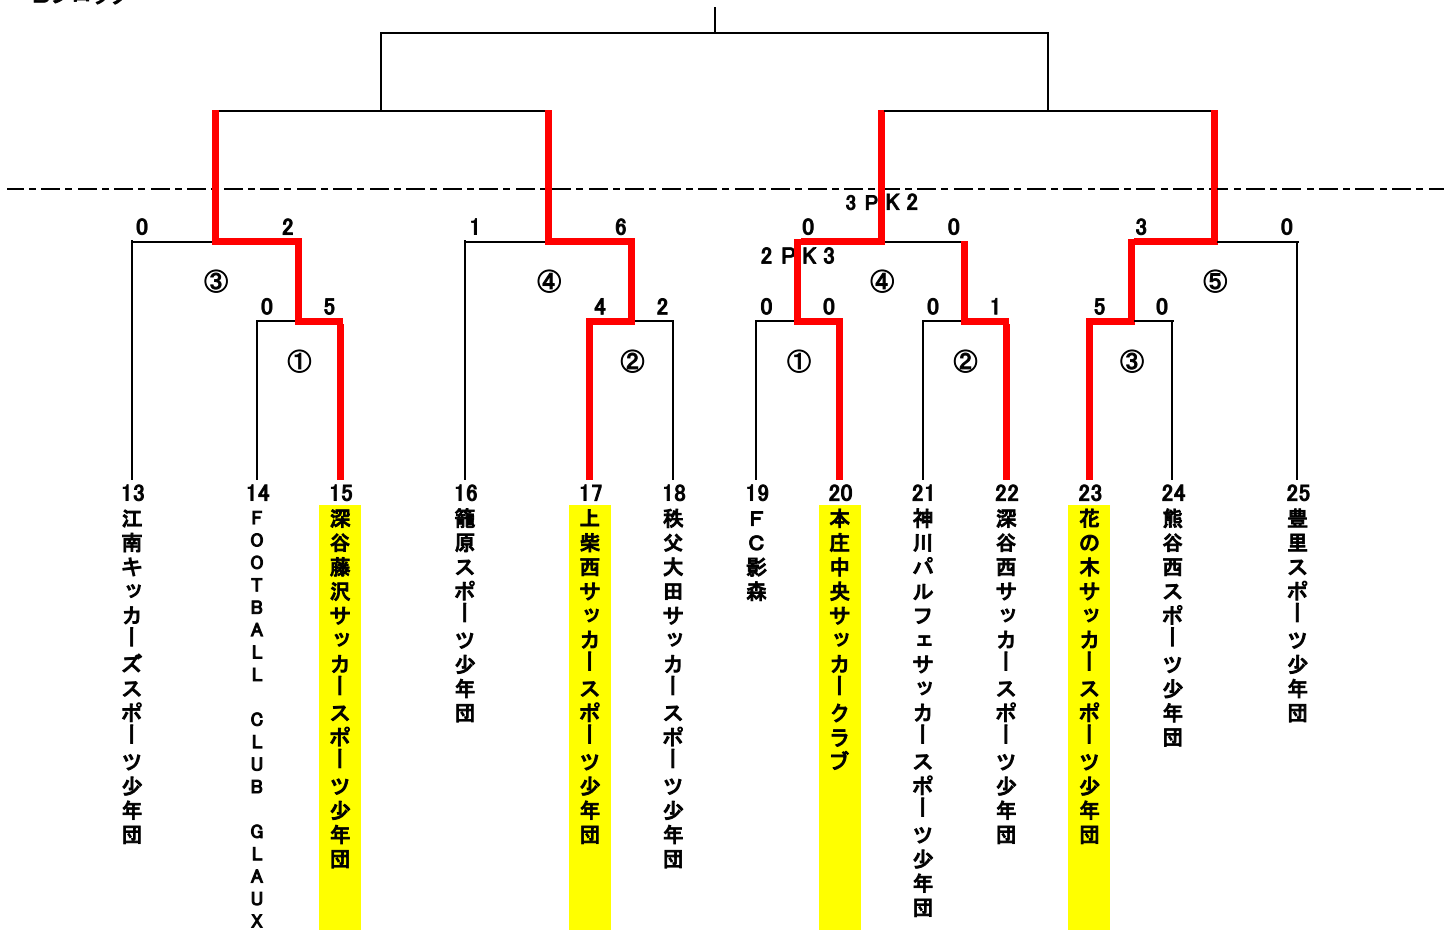 Bブロック
3 PK 2
0 2 1 6 0 0 3 0
2 PK 3
③ ④ ④ ⑤
0 5 4 2 0 0 0 1 5 0
① ② ① ② ③
13 14 15 16 17 18 19 20 21 22 23 24 25
江南キッカーズスポーツ少年団
FOOTBALL CLUB GLAUX
深谷藤沢サッカースポーツ少年団
籠原スポーツ少年団
上柴西サッカースポーツ少年団
秩父大田サッカースポーツ少年団
FC影森
本庄中央サッカークラブ
神川パルフェサッカースポーツ少年団
深谷西サッカースポーツ少年団
花の木サッカースポーツ少年団
熊谷西スポーツ少年団
豊里スポーツ少年団